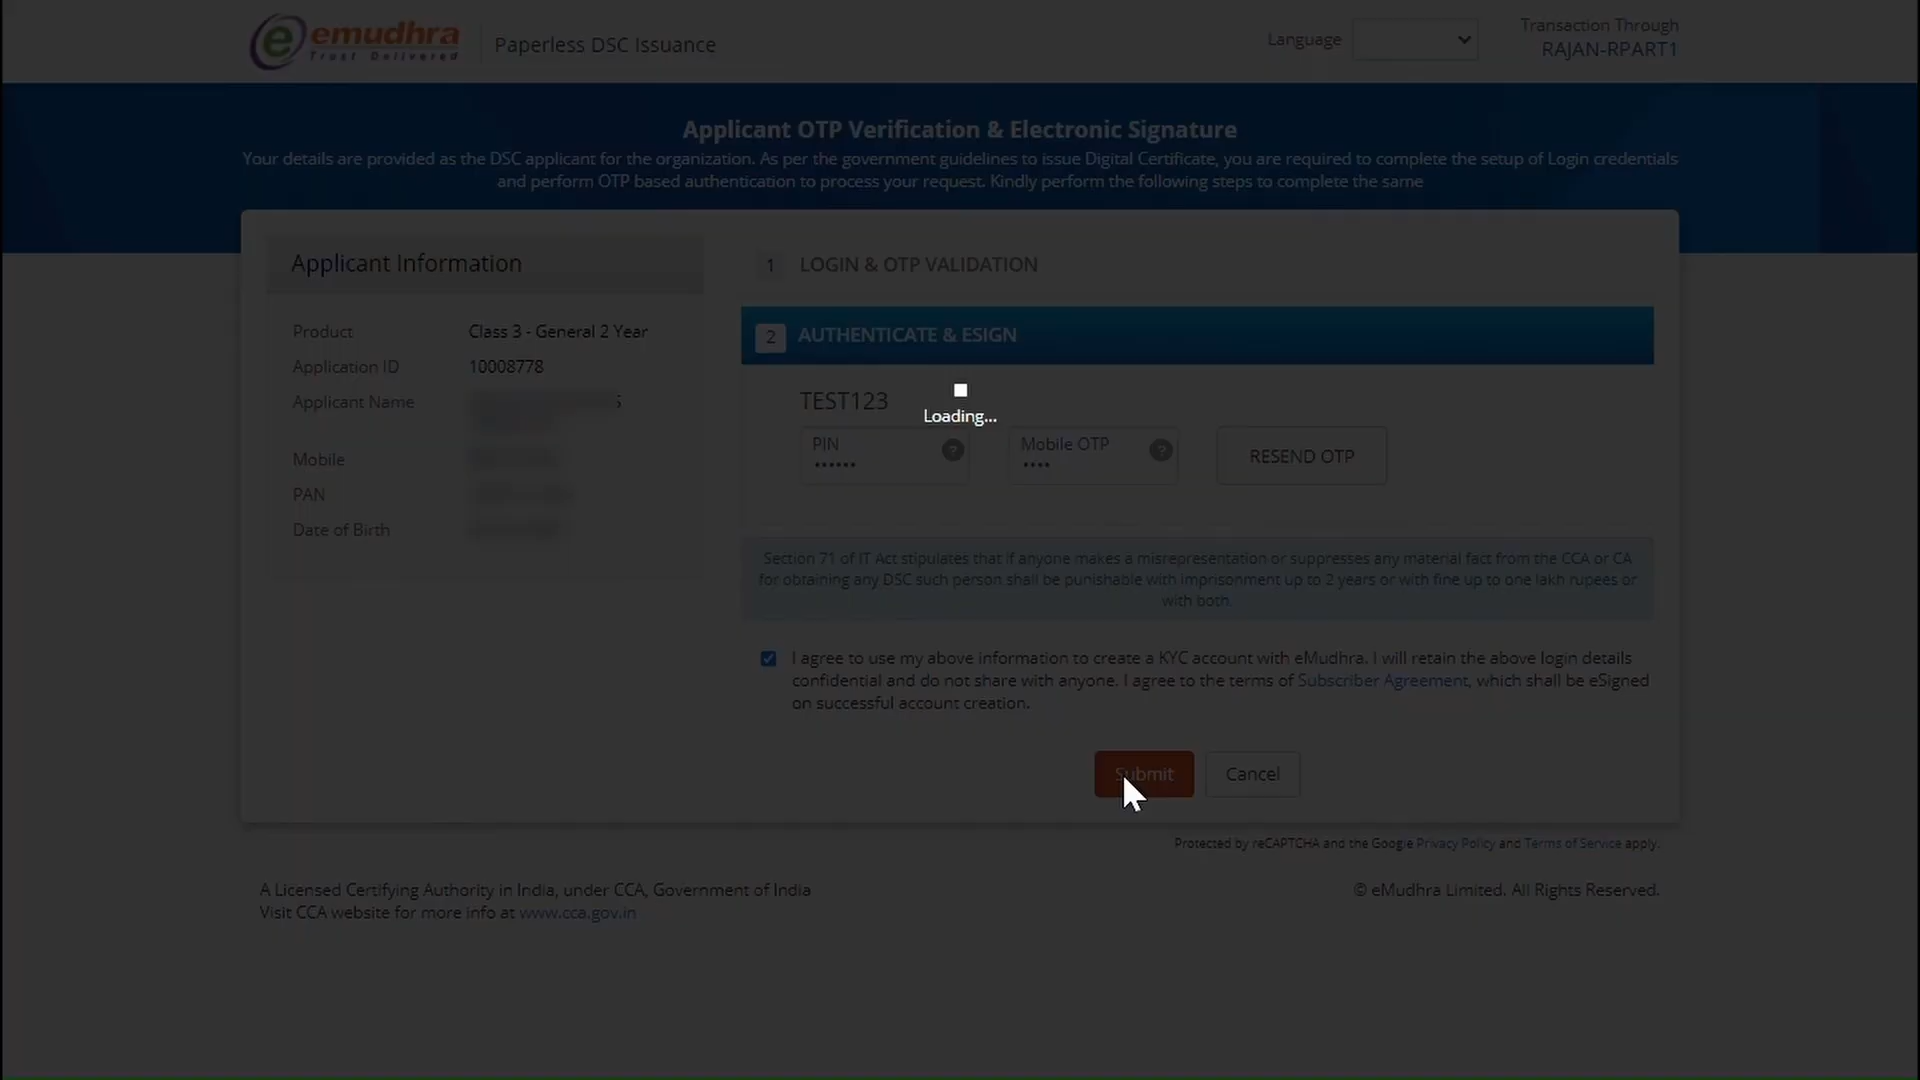 emudhra
Trust Delivered
Paperless DSC Issuance
Language
Transaction Through
RAJAN-RPART1
Applicant OTP Verification & Electronic Signature
Your details are provided as the DSC applicant for the organization. As per the government guidelines to issue Digital Certificate, you are required to complete the setup of Login credentials
and perform OTP based authentication to process your request. Kindly perform the following steps to complete the same
Applicant Information
Product Class 3 - General 2 Year
Application ID 10008778
Applicant Name
Mobile
PAN
Date of Birth
1 LOGIN & OTP VALIDATION
2 AUTHENTICATE & ESIGN
TEST123
Loading...
PIN ?
••••••
Mobile OTP ?
••••
RESEND OTP
Section 71 of IT Act stipulates that if anyone makes a misrepresentation or suppresses any material fact from the CCA or CA
for obtaining any DSC such person shall be punishable with imprisonment up to 2 years or with fine up to one lakh rupees or
with both.
I agree to use my above information to create a KYC account with eMudhra. I will retain the above login details
confidential and do not share with anyone. I agree to the terms of Subscriber Agreement, which shall be eSigned
on successful account creation.
Submit Cancel
Protected by reCAPTCHA and the Google Privacy Policy and Terms of Service apply.
A Licensed Certifying Authority in India, under CCA, Government of India
Visit CCA website for more info at www.cca.gov.in
© eMudhra Limited. All Rights Reserved.